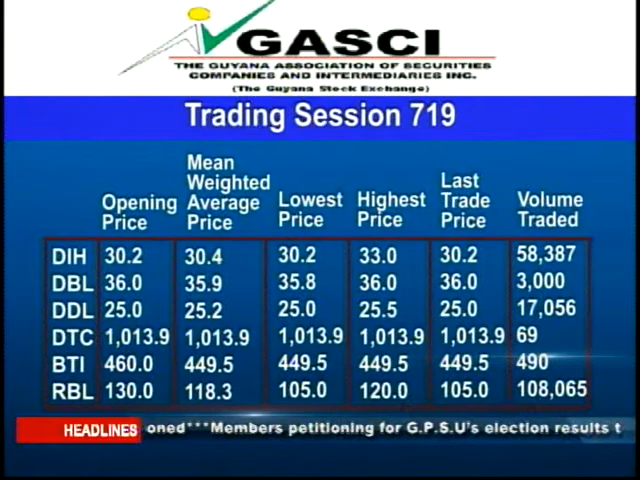 GASCI
THE GUYANA ASSOCIATION OF SECURITIES
COMPANIES AND INTERMEDIARIES INC.
(The Guyana Stock Exchange)
Trading Session 719
Opening Price Mean Weighted Average Price Lowest Price Highest Price Last Trade Price Volume Traded
DIH 30.2 30.4 30.2 33.0 30.2 58,387
DBL 36.0 35.9 35.8 36.0 36.0 3,000
DDL 25.0 25.2 25.0 25.5 25.0 17,056
DTC 1,013.9 1,013.9 1,013.9 1,013.9 1,013.9 69
BTI 460.0 449.5 449.5 449.5 449.5 490
RBL 130.0 118.3 105.0 120.0 105.0 108,065
HEADLINES oned***Members petitioning for G.P.S.U's election results t